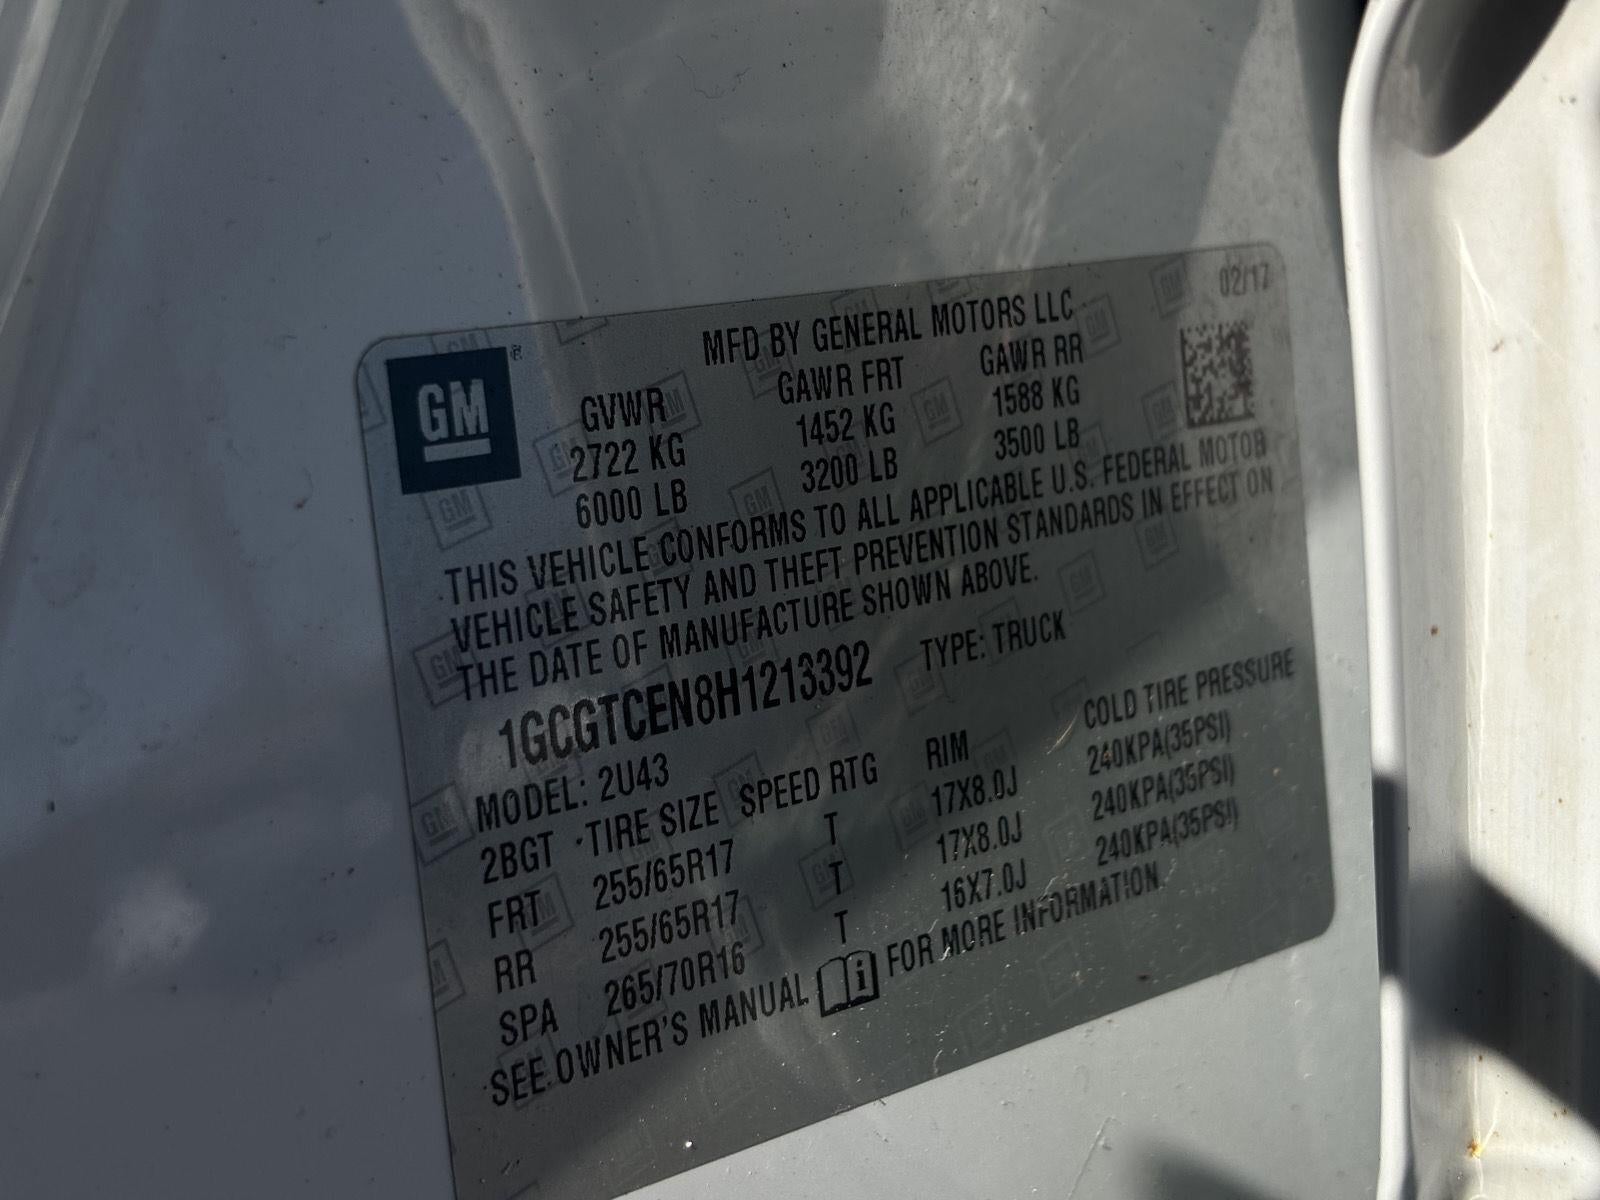 02/17
MFD BY GENERAL MOTORS LLC
GM®
GVWR GAWR FRT GAWR RR
2722 KG 1452 KG 1588 KG
6000 LB 3200 LB 3500 LB
THIS VEHICLE CONFORMS TO ALL APPLICABLE U.S. FEDERAL MOTOR
VEHICLE SAFETY AND THEFT PREVENTION STANDARDS IN EFFECT ON
THE DATE OF MANUFACTURE SHOWN ABOVE.
1GCGTCEN8H1213392 TYPE: TRUCK
MODEL: 2U43
2BGT TIRE SIZE SPEED RTG RIM COLD TIRE PRESSURE
FRT 255/65R17 T 17X8.0J 240KPA(35PSI)
RR 255/65R17 T 17X8.0J 240KPA(35PSI)
SPA 265/70R16 T 16X7.0J 240KPA(35PSI)
SEE OWNER'S MANUAL FOR MORE INFORMATION.